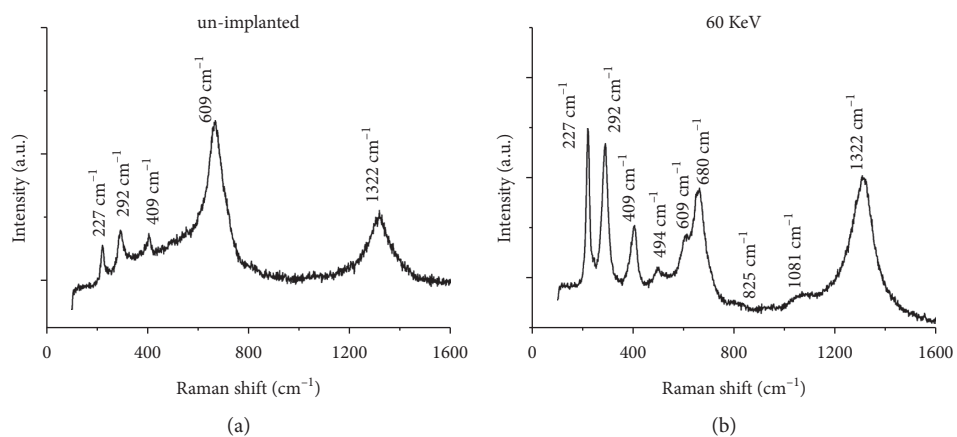 un-implanted
Intensity (a.u.)
227 cm⁻¹
292 cm⁻¹
409 cm⁻¹
609 cm⁻¹
1322 cm⁻¹
0 400 800 1200 1600
Raman shift (cm⁻¹)
(a)
60 KeV
Intensity (a.u.)
227 cm⁻¹
292 cm⁻¹
409 cm⁻¹
494 cm⁻¹
609 cm⁻¹
680 cm⁻¹
825 cm⁻¹
1081 cm⁻¹
1322 cm⁻¹
0 400 800 1200 1600
Raman shift (cm⁻¹)
(b)